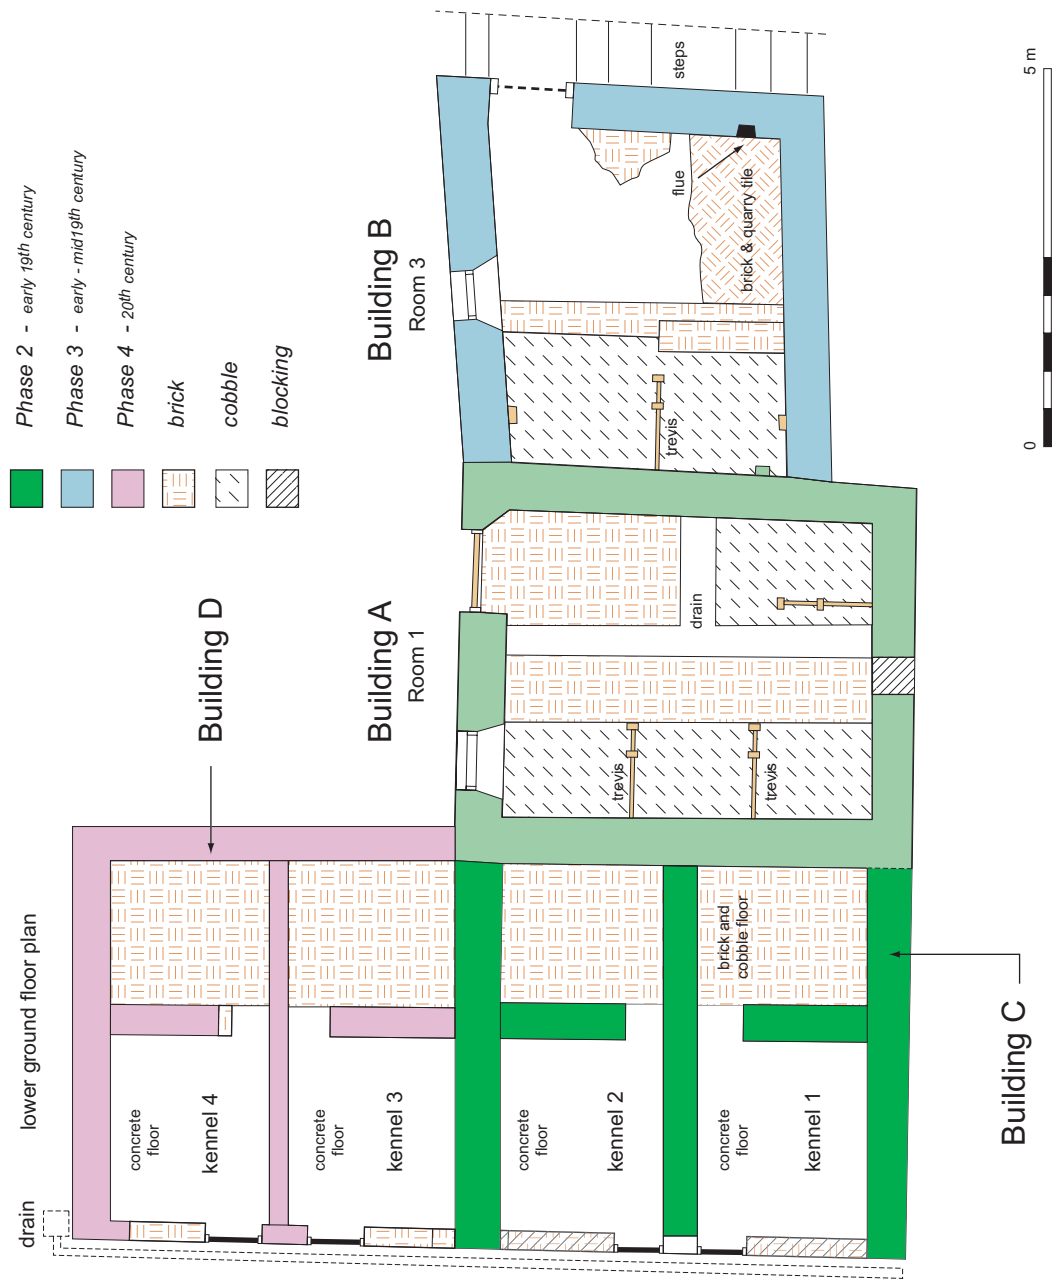 lower ground floor plan
drain
Phase 2 - early 19th century
Phase 3 - early - mid19th century
Phase 4 - 20th century
brick
cobble
blocking
Building D
Building A
Room 1
Building B
Room 3
steps
flue
brick & quarry tile
trevis
drain
trevis
trevis
concrete
floor
kennel 4
concrete
floor
kennel 3
concrete
floor
kennel 2
concrete
floor
kennel 1
brick and
cobble floor
Building C
0
5 m